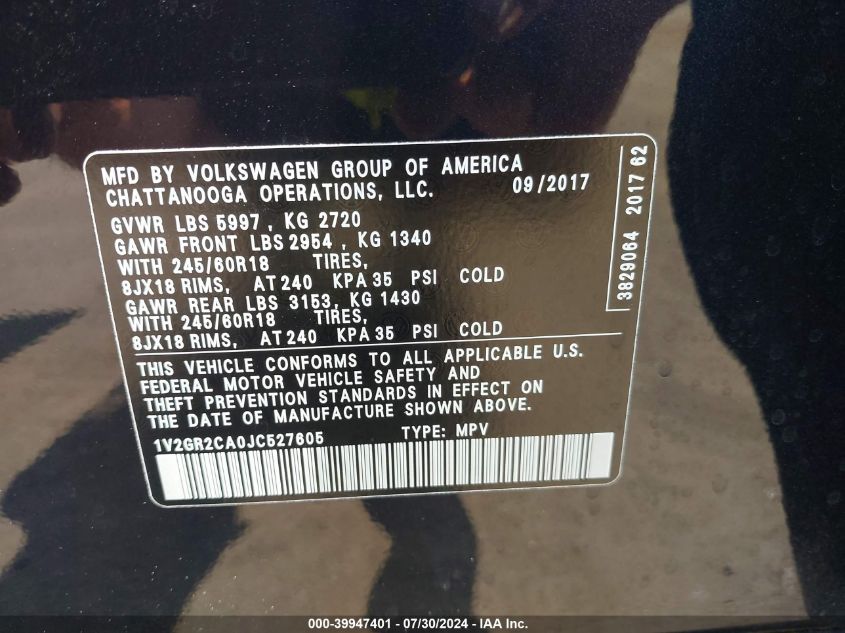 MFD BY VOLKSWAGEN GROUP OF AMERICA
CHATTANOOGA OPERATIONS, LLC. 09/2017
GVWR LBS 5997 , KG 2720
GAWR FRONT LBS 2954 , KG 1340
WITH 245/60R18 TIRES,
8JX18 RIMS, AT 240 KPA 35 PSI COLD
GAWR REAR LBS 3153, KG 1430
WITH 245/60R18 TIRES,
8JX18 RIMS, AT 240 KPA 35 PSI COLD
THIS VEHICLE CONFORMS TO ALL APPLICABLE U.S.
FEDERAL MOTOR VEHICLE SAFETY AND
THEFT PREVENTION STANDARDS IN EFFECT ON
THE DATE OF MANUFACTURE SHOWN ABOVE.
1V2GR2CA0JC527605 TYPE: MPV
3829064 2017 62
000-39947401 - 07/30/2024 - IAA Inc.